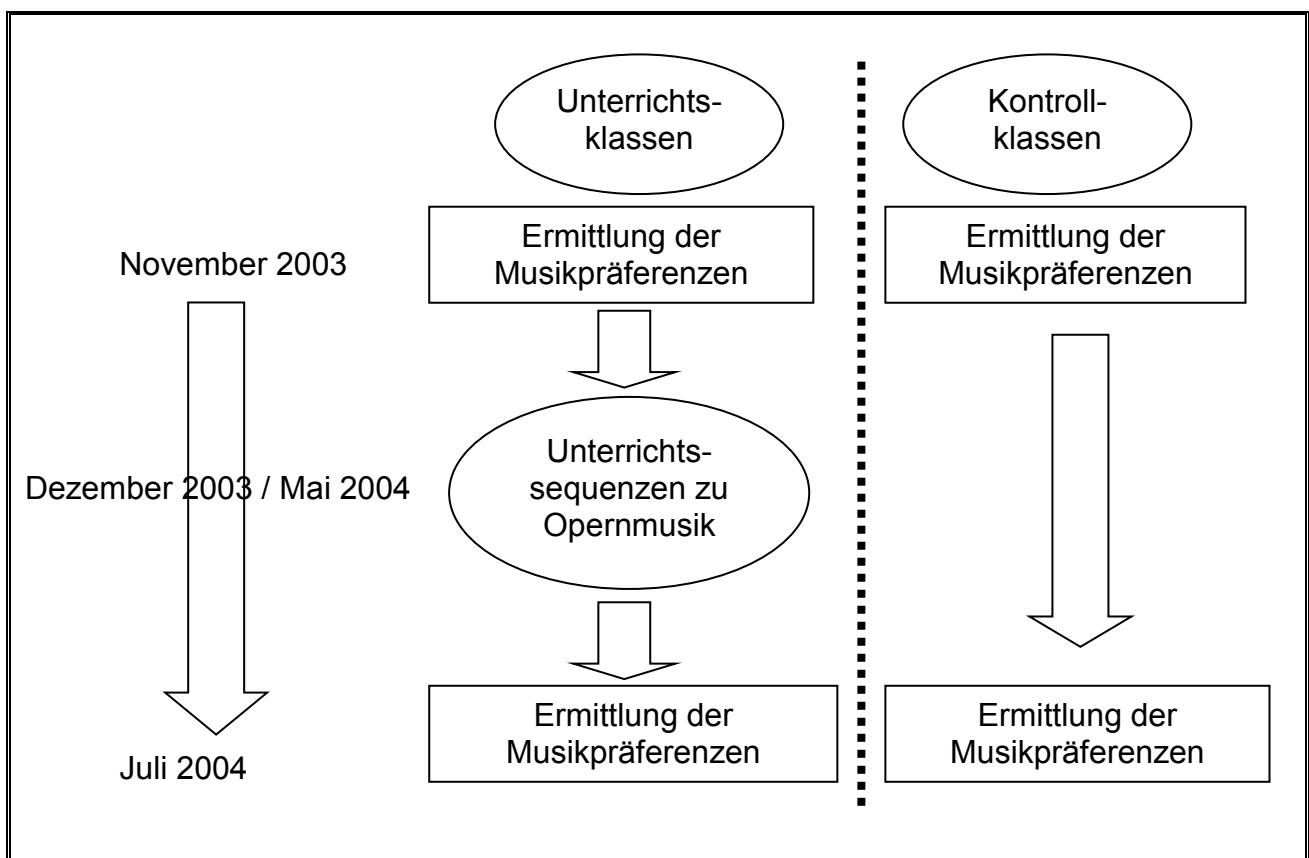 Unterrichts-
klassen
Kontroll-
klassen
November 2003
Ermittlung der
Musikpräferenzen
Ermittlung der
Musikpräferenzen
Dezember 2003 / Mai 2004
Unterrichts-
sequenzen zu
Opernmusik
Juli 2004
Ermittlung der
Musikpräferenzen
Ermittlung der
Musikpräferenzen